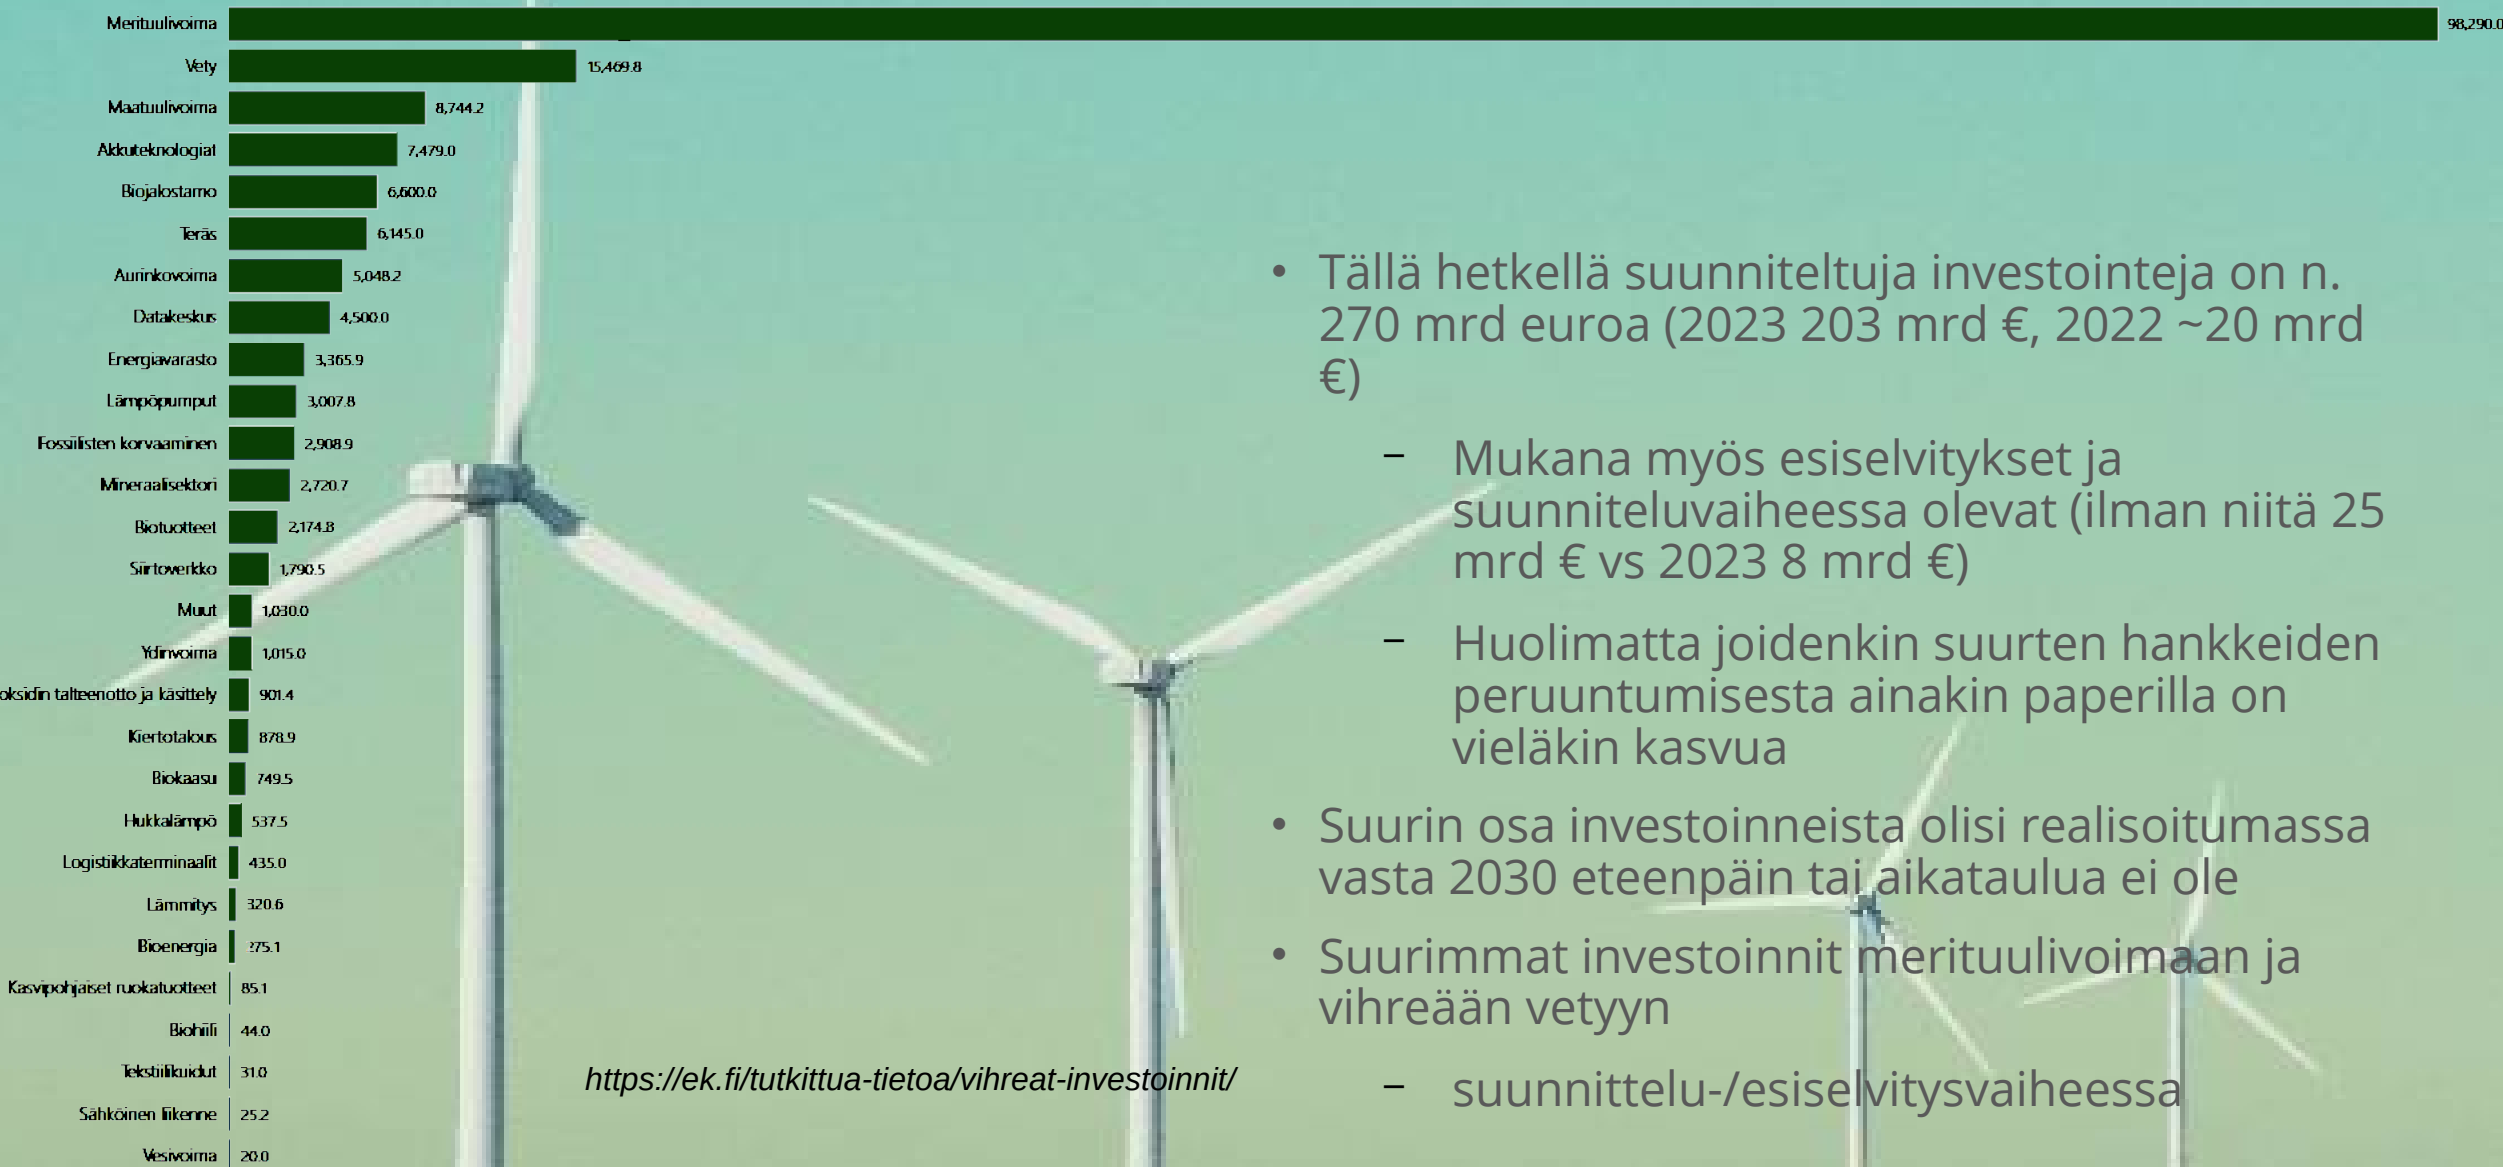 Merituulivoima 98,290.0
Vety 15,469.8
Maatuulivoima 8,744.2
Akkuteknologiat 7,479.0
Biojalostamo 6,600.0
Teräs 6,145.0
Aurinkovoima 5,048.2
Datakeskus 4,500.0
Energiavarasto 3,365.9
Lämpöpumput 3,007.8
Fossiilisten korvaaminen 2,908.9
Mineraalisektori 2,720.7
Biotuotteet 2,174.8
Siirtoverkko 1,790.5
Muut 1,030.0
Ydinvoima 1,015.0
oksidin talteenotto ja käsittely 901.4
Kiertotalous 878.9
Biokaasu 749.5
Hukkalämpö 537.5
Logistiikkaterminaalit 435.0
Lämmitys 320.6
Bioenergia 275.1
Kasvipohjaiset ruokatuotteet 85.1
Biohiili 44.0
Tekstiilikuidut 31.0
Sähköinen liikenne 25.2
Vesivoima 20.0
• Tällä hetkellä suunniteltuja investointeja on n.
270 mrd euroa (2023 203 mrd €, 2022 ~20 mrd
€)
– Mukana myös esiselvitykset ja
suunniteluvaiheessa olevat (ilman niitä 25
mrd € vs 2023 8 mrd €)
– Huolimatta joidenkin suurten hankkeiden
peruuntumisesta ainakin paperilla on
vieläkin kasvua
• Suurin osa investoinneista olisi realisoitumassa
vasta 2030 eteenpäin tai aikataulua ei ole
• Suurimmat investoinnit merituulivoimaan ja
vihreään vetyyn
– suunnittelu-/esiselvitysvaiheessa
https://ek.fi/tutkittua-tietoa/vihreat-investoinnit/